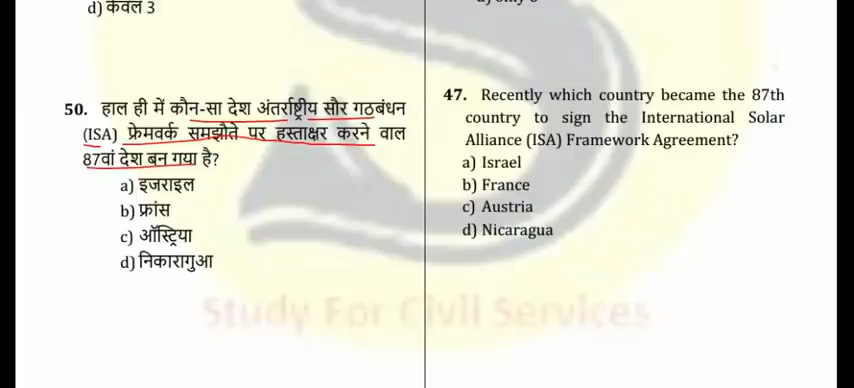 d) केवल 3
50. हाल ही में कौन-सा देश अंतर्राष्ट्रीय सौर गठबंधन
(ISA) फ्रेमवर्क समझौते पर हस्ताक्षर करने वाल
87वां देश बन गया है?
a) इजराइल
b) फ्रांस
c) ऑस्ट्रिया
d) निकारागुआ
47. Recently which country became the 87th
country to sign the International Solar
Alliance (ISA) Framework Agreement?
a) Israel
b) France
c) Austria
d) Nicaragua
Study For Civil Services